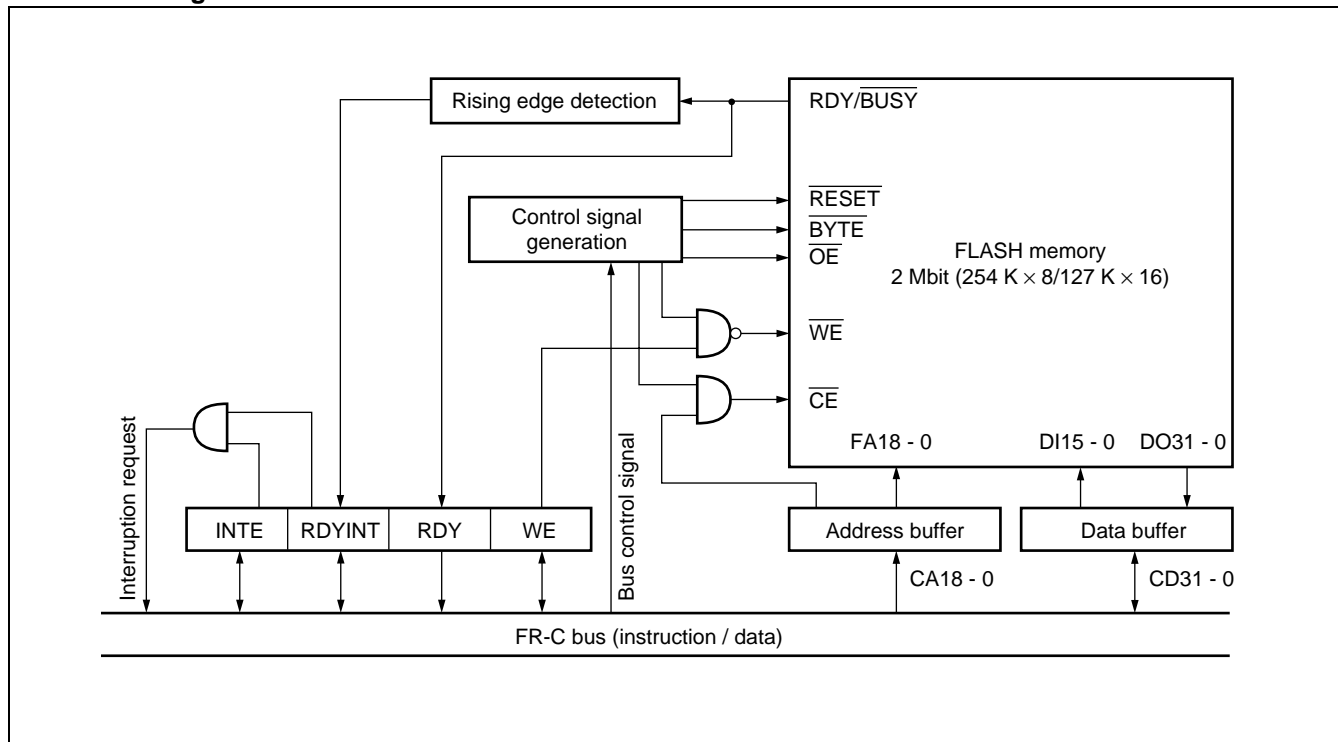 Rising edge detection
RDY/BUSY
RESET
Control signal
generation
BYTE
OE
FLASH memory
2 Mbit (254 K × 8/127 K × 16)
WE
CE
FA18 - 0
DI15 - 0
DO31 - 0
Interruption request
INTE
RDYINT
RDY
WE
Bus control signal
Address buffer
Data buffer
CA18 - 0
CD31 - 0
FR-C bus (instruction / data)